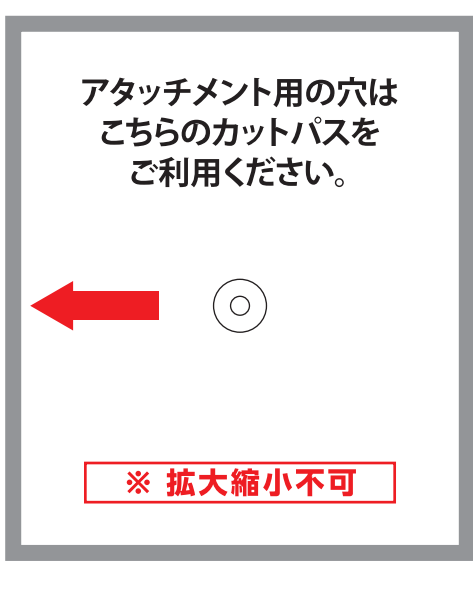 アタッチメント用の穴は
こちらのカットパスを
ご利用ください。
※ 拡大縮小不可